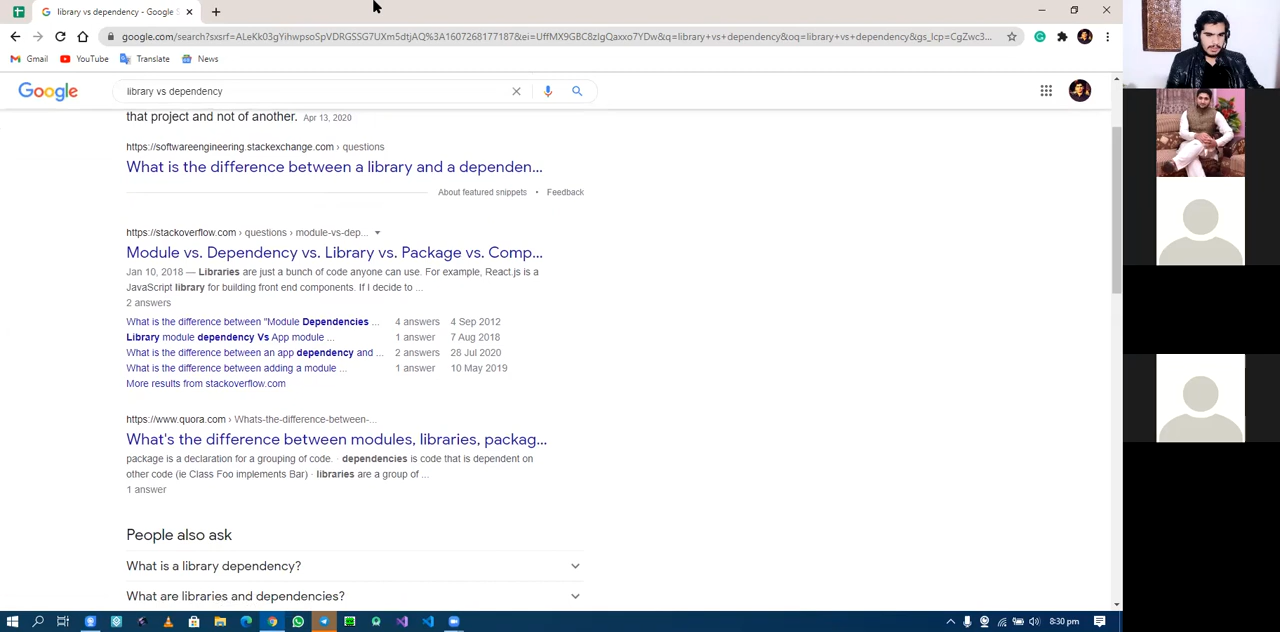 library vs dependency - Google S
google.com/search?sxsrf=ALeKk03gYihwpsoSpVDRGSSG7UXm5dtjAQ%3A1607268177187&ei=UffMX9GBC8zlgQaxxo7YDw&q=library+vs+dependency&oq=library+vs+dependency&gs_lcp=CgZwc3...
Gmail YouTube Translate News
Google library vs dependency
that project and not of another. Apr 13, 2020
https://softwareengineering.stackexchange.com › questions
What is the difference between a library and a dependen...
About featured snippets • Feedback
https://stackoverflow.com › questions › module-vs-dep...
Module vs. Dependency vs. Library vs. Package vs. Comp...
Jan 10, 2018 — Libraries are just a bunch of code anyone can use. For example, React.js is a
JavaScript library for building front end components. If I decide to ...
2 answers
What is the difference between "Module Dependencies ... 4 answers 4 Sep 2012
Library module dependency Vs App module ... 1 answer 7 Aug 2018
What is the difference between an app dependency and ... 2 answers 28 Jul 2020
What is the difference between adding a module ... 1 answer 10 May 2019
More results from stackoverflow.com
https://www.quora.com › Whats-the-difference-between-...
What's the difference between modules, libraries, packag...
package is a declaration for a grouping of code. · dependencies is code that is dependent on
other code (ie Class Foo implements Bar) · libraries are a group of ...
1 answer
People also ask
What is a library dependency?
What are libraries and dependencies?
8:30 pm